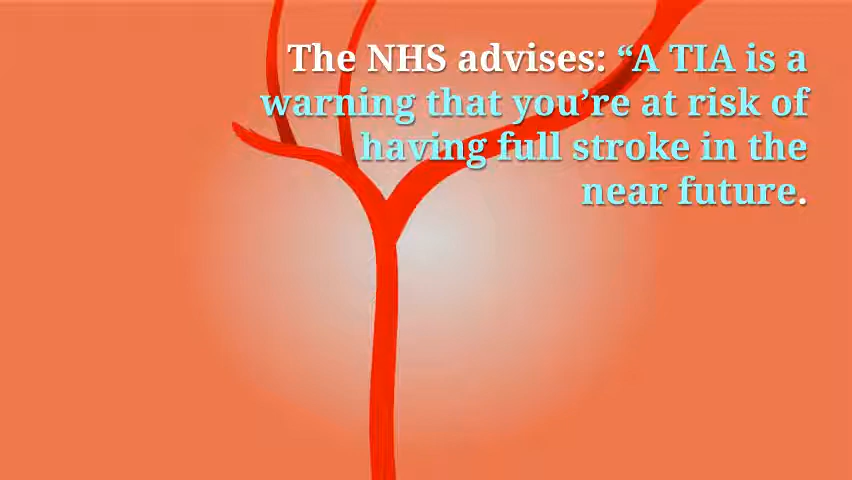 The NHS advises: “A TIA is a
warning that you’re at risk of
having full stroke in the
near future.